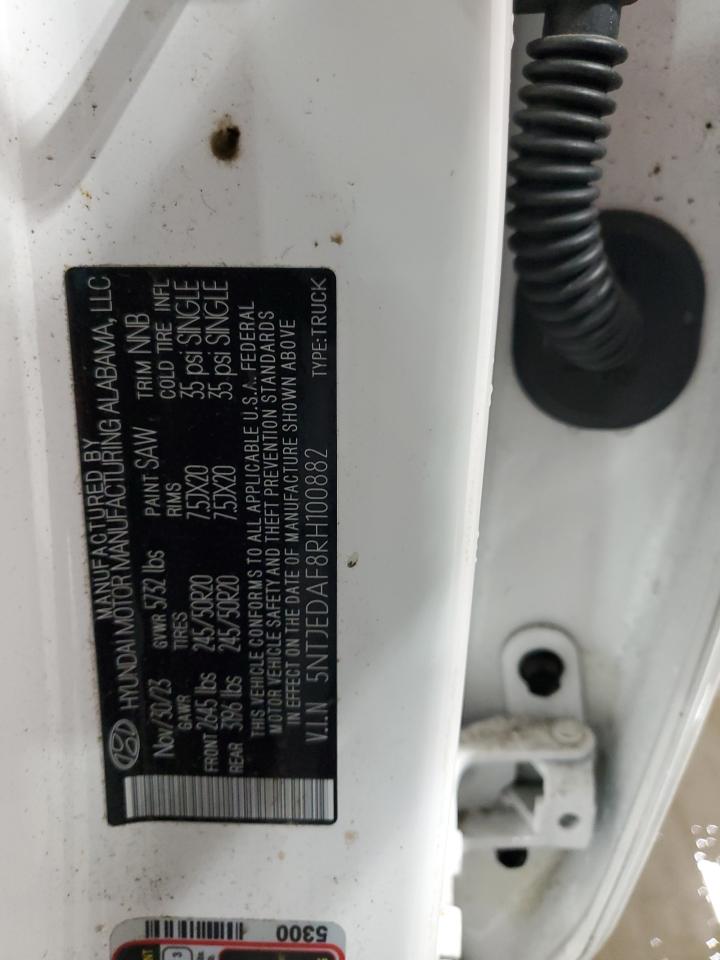 MANUFACTURED BY
HYUNDAI MOTOR MANUFACTURING ALABAMA, LLC
Nov/30/23 GVWR 5732 lbs PAINT SAW TRIM NNB
GAWR TIRES RIMS COLD TIRE INFL
FRONT 2645 lbs 245/50R20 7.5JX20 35 psi SINGLE
REAR 3196 lbs 245/50R20 7.5JX20 35 psi SINGLE
THIS VEHICLE CONFORMS TO ALL APPLICABLE U.S.A. FEDERAL
MOTOR VEHICLE SAFETY AND THEFT PREVENTION STANDARDS
IN EFFECT ON THE DATE OF MANUFACTURE SHOWN ABOVE
V.I.N 5NTJEDAF8RH100882 TYPE:TRUCK
5300
3